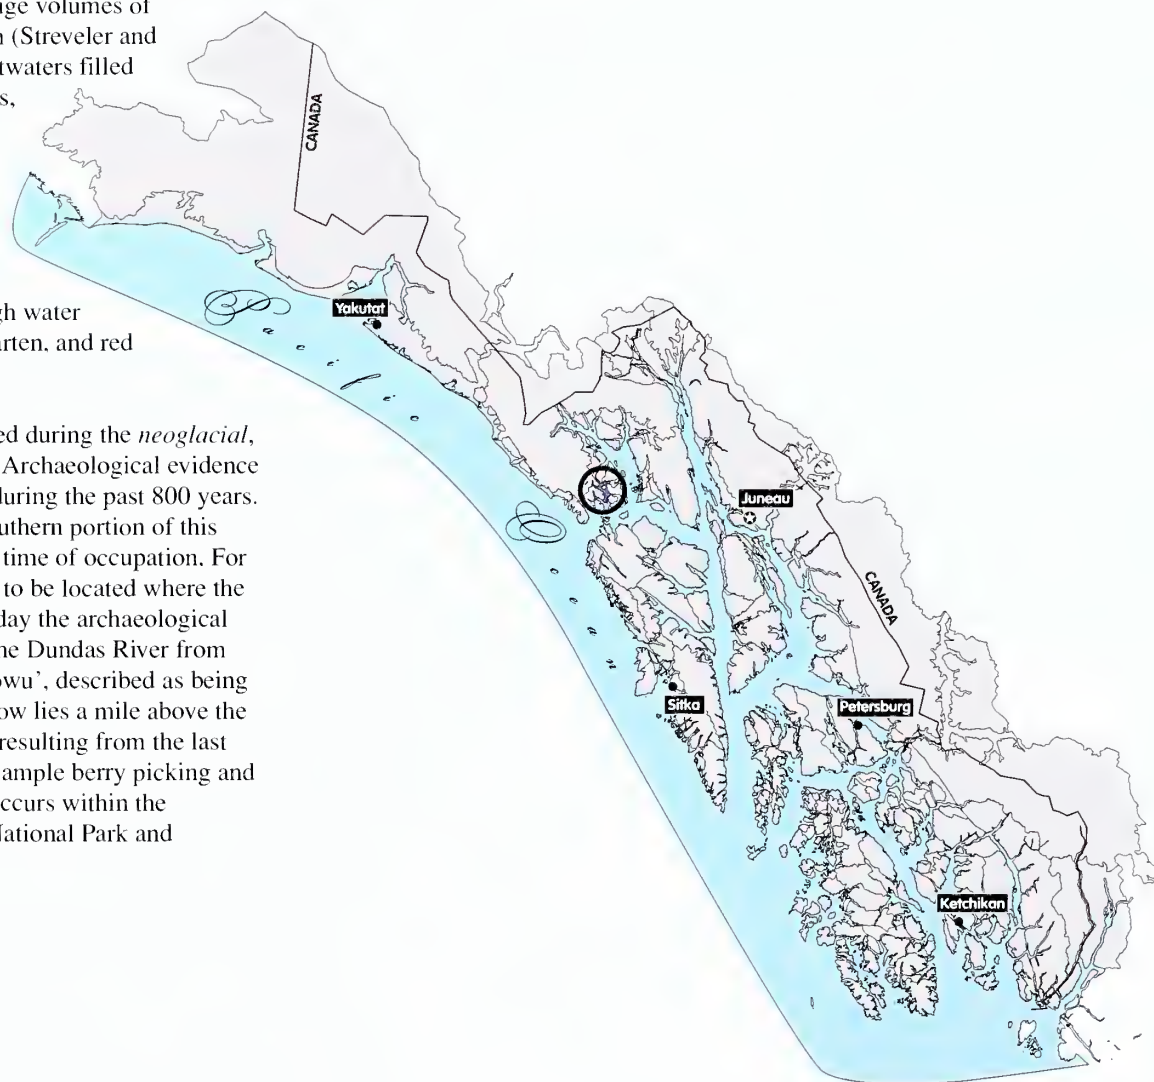 uge volumes of
n (Streveler and
twaters filled
s,
gh water
arten, and red
ed during the neoglacial,
Archaeological evidence
during the past 800 years.
uthern portion of this
time of occupation. For
to be located where the
day the archaeological
he Dundas River from
owu', described as being
ow lies a mile above the
resulting from the last
ample berry picking and
ccurs within the
National Park and
CANADA
Yakutat
Pacific
Ocean
Juneau
CANADA
Sitka
Petersburg
Ketchikan